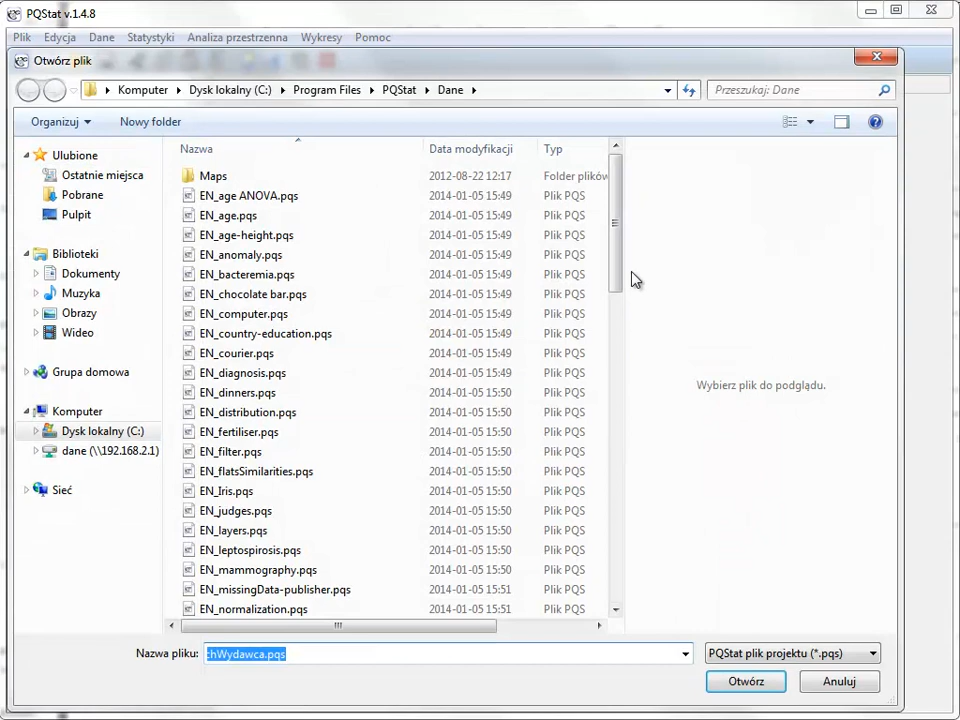 PQStat v.1.4.8
Plik Edycja Dane Statystyki Analiza przestrzenna Wykresy Pomoc
Otwórz plik
Komputer Dysk lokalny (C:) Program Files PQStat Dane
Przeszukaj: Dane
Organizuj Nowy folder
Nazwa Data modyfikacji Typ
Ulubione
Ostatnie miejsca
Pobrane
Pulpit
Biblioteki
Dokumenty
Muzyka
Obrazy
Wideo
Grupa domowa
Komputer
Dysk lokalny (C:)
dane (\\192.168.2.1)
Sieć
Maps 2012-08-22 12:17 Folder plików
EN_age ANOVA.pqs 2014-01-05 15:49 Plik PQS
EN_age.pqs 2014-01-05 15:49 Plik PQS
EN_age-height.pqs 2014-01-05 15:49 Plik PQS
EN_anomaly.pqs 2014-01-05 15:49 Plik PQS
EN_bacteremia.pqs 2014-01-05 15:49 Plik PQS
EN_chocolate bar.pqs 2014-01-05 15:49 Plik PQS
EN_computer.pqs 2014-01-05 15:49 Plik PQS
EN_country-education.pqs 2014-01-05 15:49 Plik PQS
EN_courier.pqs 2014-01-05 15:49 Plik PQS
EN_diagnosis.pqs 2014-01-05 15:49 Plik PQS
EN_dinners.pqs 2014-01-05 15:50 Plik PQS
EN_distribution.pqs 2014-01-05 15:50 Plik PQS
EN_fertiliser.pqs 2014-01-05 15:50 Plik PQS
EN_filter.pqs 2014-01-05 15:50 Plik PQS
EN_flatsSimilarities.pqs 2014-01-05 15:50 Plik PQS
EN_Iris.pqs 2014-01-05 15:50 Plik PQS
EN_judges.pqs 2014-01-05 15:50 Plik PQS
EN_layers.pqs 2014-01-05 15:50 Plik PQS
EN_leptospirosis.pqs 2014-01-05 15:50 Plik PQS
EN_mammography.pqs 2014-01-05 15:50 Plik PQS
EN_missingData-publisher.pqs 2014-01-05 15:51 Plik PQS
EN_normalization.pqs 2014-01-05 15:51 Plik PQS
Wybierz plik do podglądu.
Nazwa pliku: :hWydawca.pqs PQStat plik projektu (*.pqs)
Otwórz Anuluj